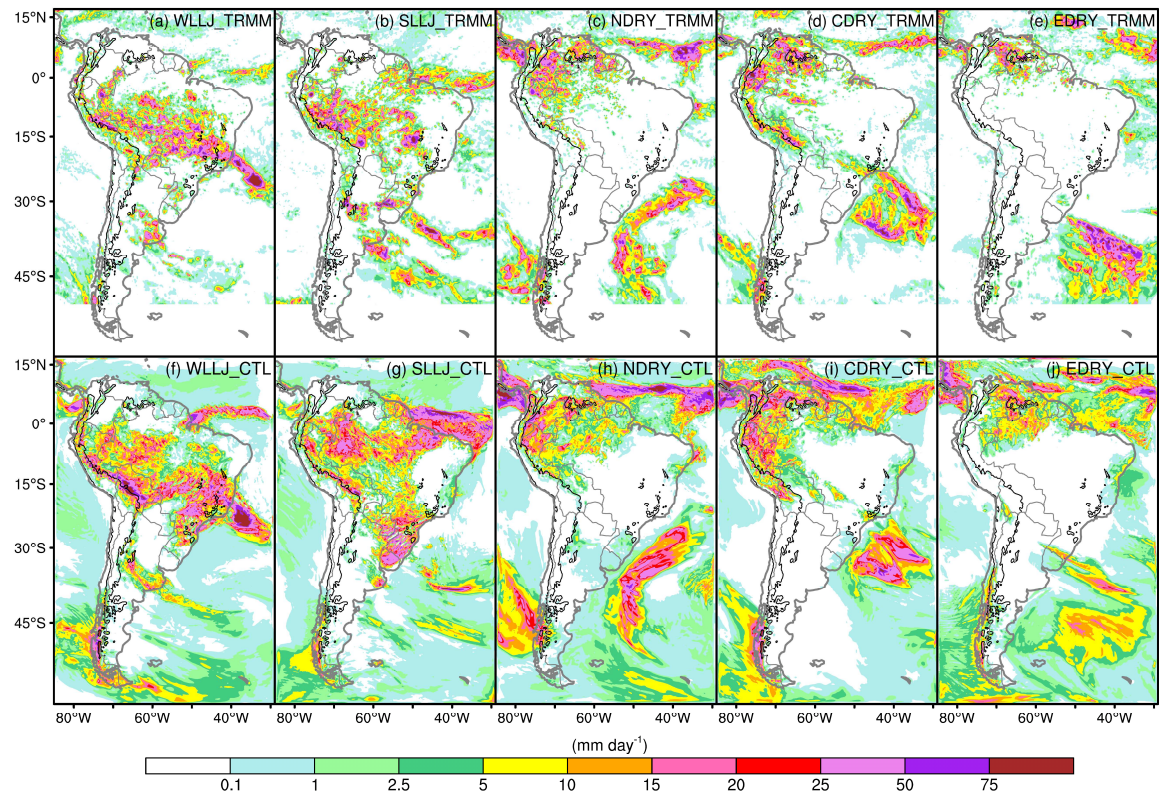 (a) WLLJ_TRMM
(b) SLLJ_TRMM
(c) NDRY_TRMM
(d) CDRY_TRMM
(e) EDRY_TRMM
15°N
0°
15°S
30°S
45°S
(f) WLLJ_CTL
(g) SLLJ_CTL
(h) NDRY_CTL
(i) CDRY_CTL
(j) EDRY_CTL
15°N
0°
15°S
30°S
45°S
80°W 60°W 40°W 80°W 60°W 40°W 80°W 60°W 40°W 80°W 60°W 40°W 80°W 60°W 40°W
(mm day⁻¹)
0.1 1 2.5 5 10 15 20 25 50 75